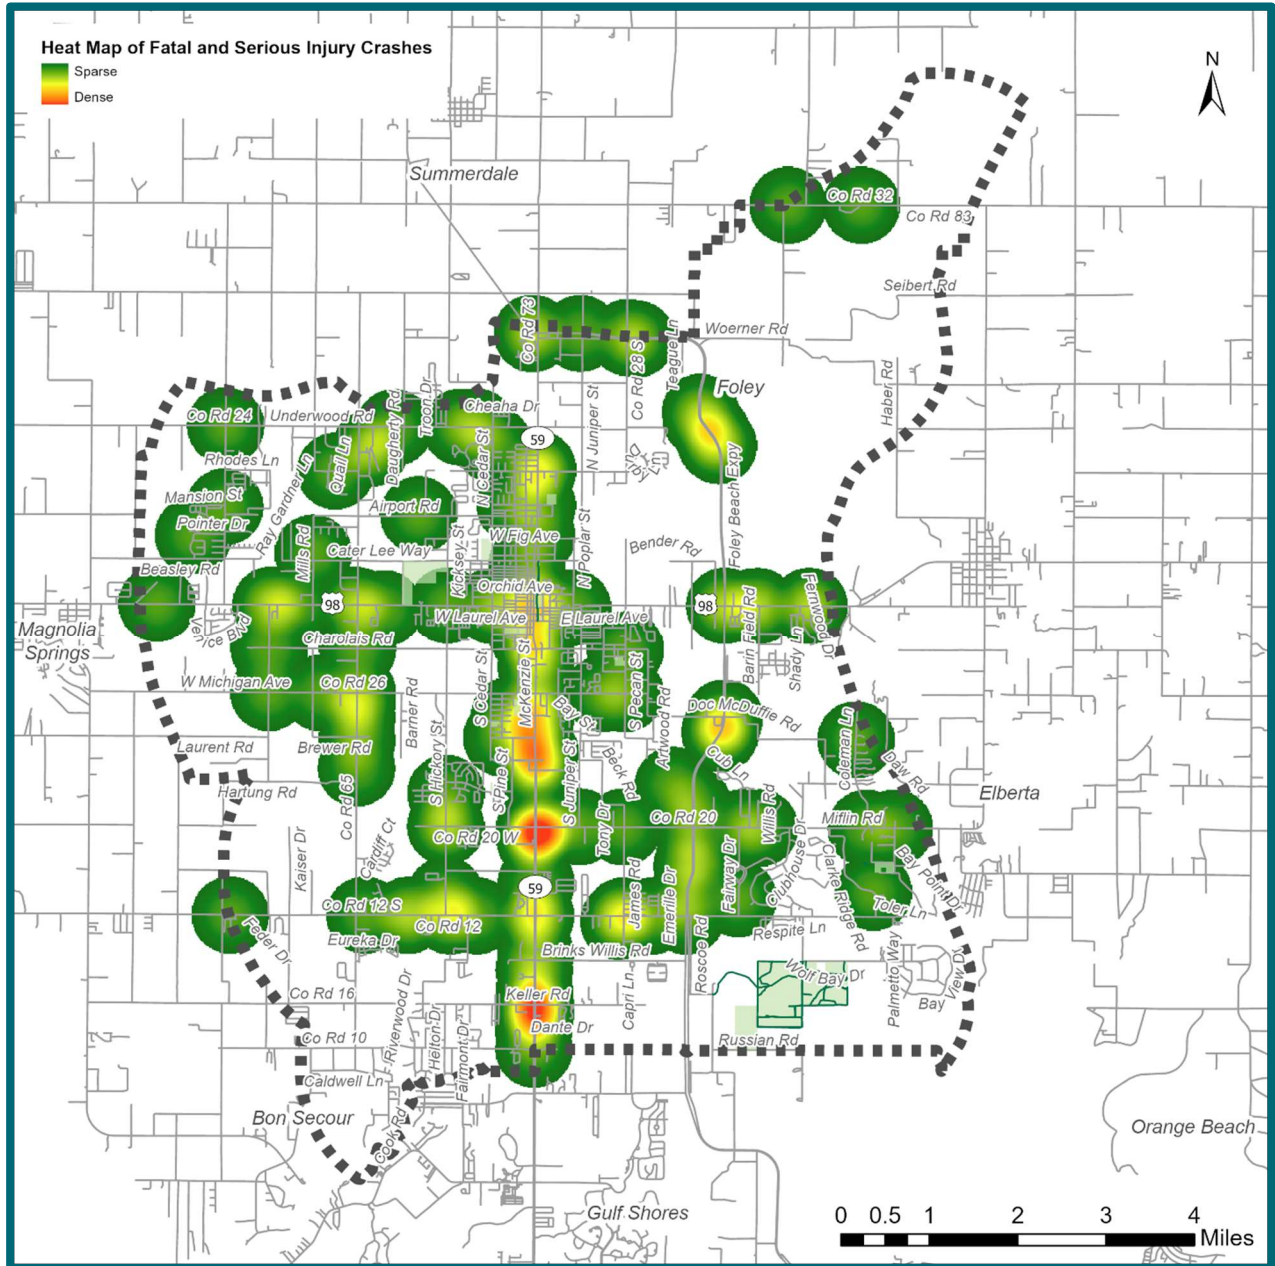 Heat Map of Fatal and Serious Injury Crashes
Sparse
Dense
N
Summerdale
Co Rd 32
Co Rd 83
Seibert Rd
Co Rd 73
Woerner Rd
Teague Ln
Co Rd 28 S
Foley
Haber Rd
Troon Dr
Daugherty Rd
Cheaha Dr
N Juniper St
Co Rd 24
Underwood Rd
59
N Cedar St
Quail Ln
Rhodes Ln
Ray Gardner Ln
Derby Ln
Foley Beach Expy
Mansion St
Airport Rd
Pointer Dr
W Fig Ave
N Poplar St
Bender Rd
Mills Rd
Cater Lee Way
Kicksey St
Beasley Rd
Orchid Ave
98
98
Barin Field Rd
Fernwood Dr
Magnolia
Springs
Venice Blvd
W Laurel Ave
E Laurel Ave
Charolais Rd
Shady Ln
McKenzie St
S Cedar St
S Pecan St
W Michigan Ave
Co Rd 26
Barner Rd
Artwood Rd
Bay St
Doc McDuffie Rd
Coleman Ln
Laurent Rd
Brewer Rd
S Hickory St
S Pine St
S Juniper St
Beck Rd
Cub Ln
Daw Rd
Hartung Rd
Elberta
Co Rd 65
Co Rd 20 W
Tony Dr
Co Rd 20
Willis Rd
Miflin Rd
Kaiser Dr
Cardiff Ct
Fairway Dr
Clubhouse Dr
Clarke Ridge Rd
Bay Point Dr
59
James Rd
Emerille Dr
Co Rd 12 S
Co Rd 12
Toler Ln
Feder Dr
Eureka Dr
Brinks Willis Rd
Roscoe Rd
Respite Ln
Palmetto Way
Wolf Bay Dr
Bay View Dr
Co Rd 16
Keller Rd
Capri Ln
Riverwood Dr
Helton Dr
Fairmont Dr
Dante Dr
Co Rd 10
Russian Rd
Caldwell Ln
Bon Secour
Cook Rd
Orange Beach
Gulf Shores
0 0.5 1 2 3 4
Miles